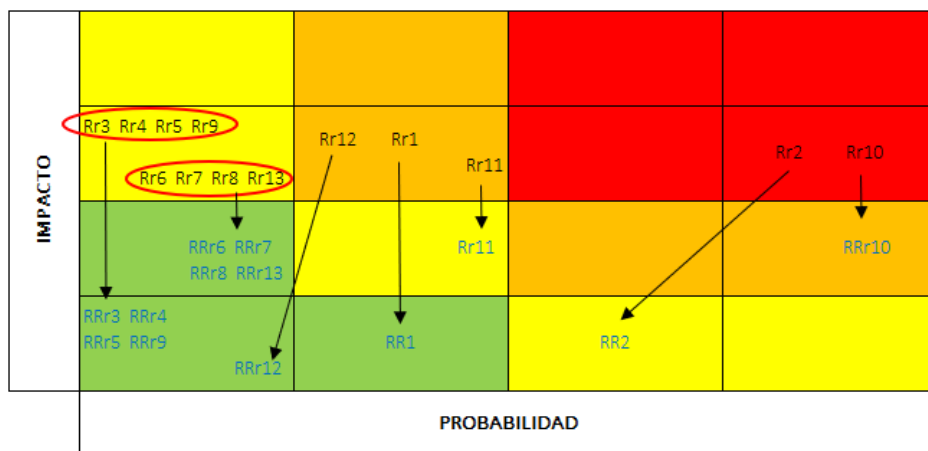 IMPACTO
Rr3 Rr4 Rr5 Rr9
Rr12
Rr1
Rr11
Rr2
Rr10
Rr6 Rr7 Rr8 Rr13
RRr6 RRr7
RRr8 RRr13
Rr11
RRr10
RRr3 RRr4
RRr5 RRr9
RRr12
RR1
RR2
PROBABILIDAD